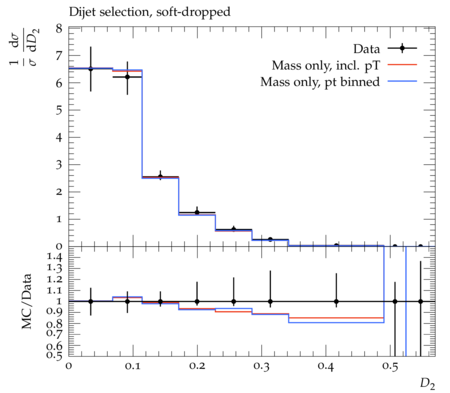 Dijet selection, soft-dropped
1/σ dσ/dD₂
8
7
6
5
4
3
2
1
0
Data
Mass only, incl. pT
Mass only, pt binned
MC/Data
1.4
1.3
1.2
1.1
1
0.9
0.8
0.7
0.6
0.5
0 0.1 0.2 0.3 0.4 0.5
D₂